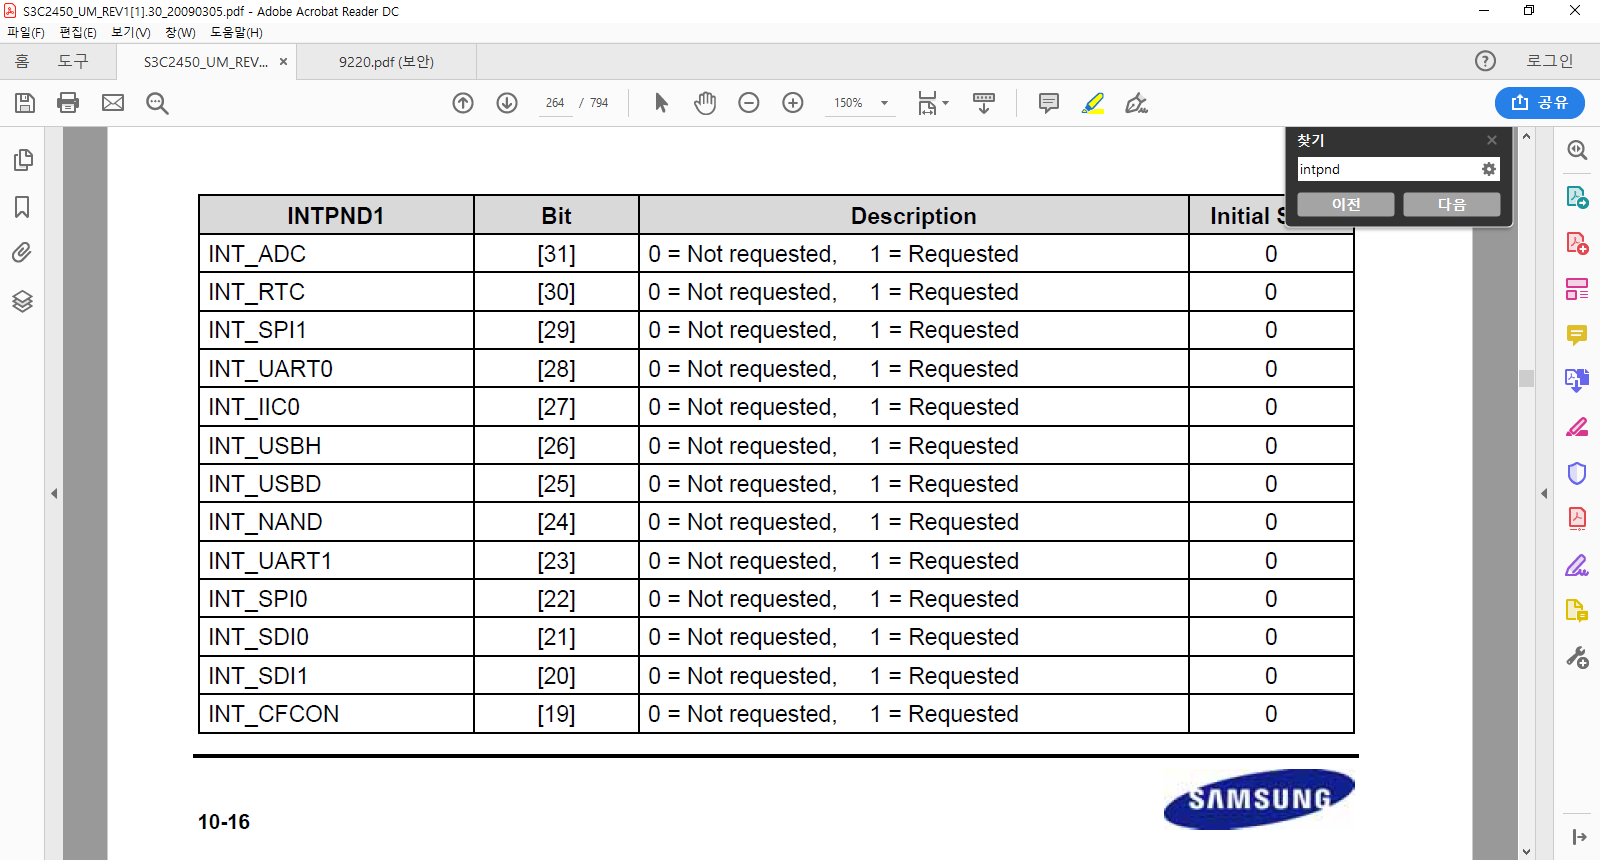 S3C2450_UM_REV1[1].30_20090305.pdf - Adobe Acrobat Reader DC
파일(F) 편집(E) 보기(V) 창(W) 도움말(H)
홈 도구 S3C2450_UM_REV... × 9220.pdf (보안) 로그인
264 / 794 150% 공유
찾기
intpnd
이전 다음
INTPND1 Bit Description Initial
INT_ADC [31] 0 = Not requested, 1 = Requested 0
INT_RTC [30] 0 = Not requested, 1 = Requested 0
INT_SPI1 [29] 0 = Not requested, 1 = Requested 0
INT_UART0 [28] 0 = Not requested, 1 = Requested 0
INT_IIC0 [27] 0 = Not requested, 1 = Requested 0
INT_USBH [26] 0 = Not requested, 1 = Requested 0
INT_USBD [25] 0 = Not requested, 1 = Requested 0
INT_NAND [24] 0 = Not requested, 1 = Requested 0
INT_UART1 [23] 0 = Not requested, 1 = Requested 0
INT_SPI0 [22] 0 = Not requested, 1 = Requested 0
INT_SDI0 [21] 0 = Not requested, 1 = Requested 0
INT_SDI1 [20] 0 = Not requested, 1 = Requested 0
INT_CFCON [19] 0 = Not requested, 1 = Requested 0
SAMSUNG
10-16